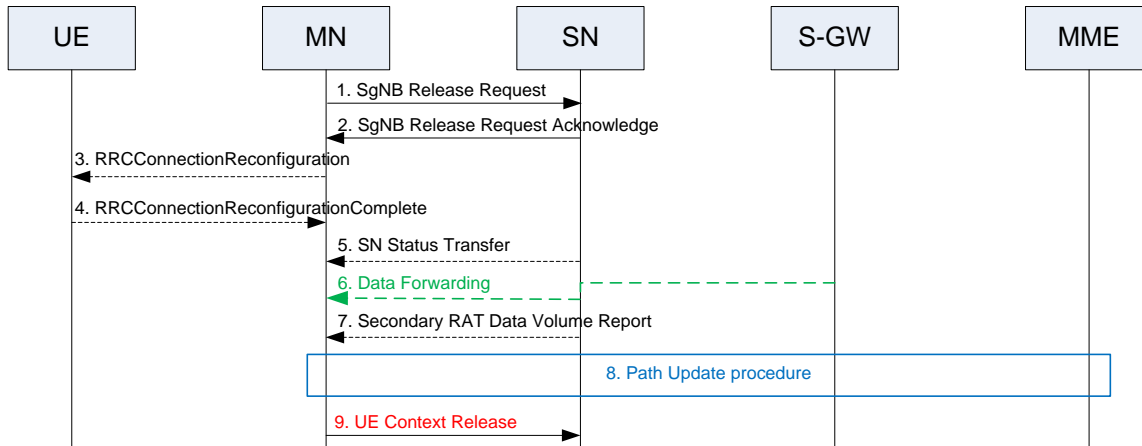 UE
MN
SN
S-GW
MME
1. SgNB Release Request
2. SgNB Release Request Acknowledge
3. RRCConnectionReconfiguration
4. RRCConnectionReconfigurationComplete
5. SN Status Transfer
6. Data Forwarding
7. Secondary RAT Data Volume Report
8. Path Update procedure
9. UE Context Release